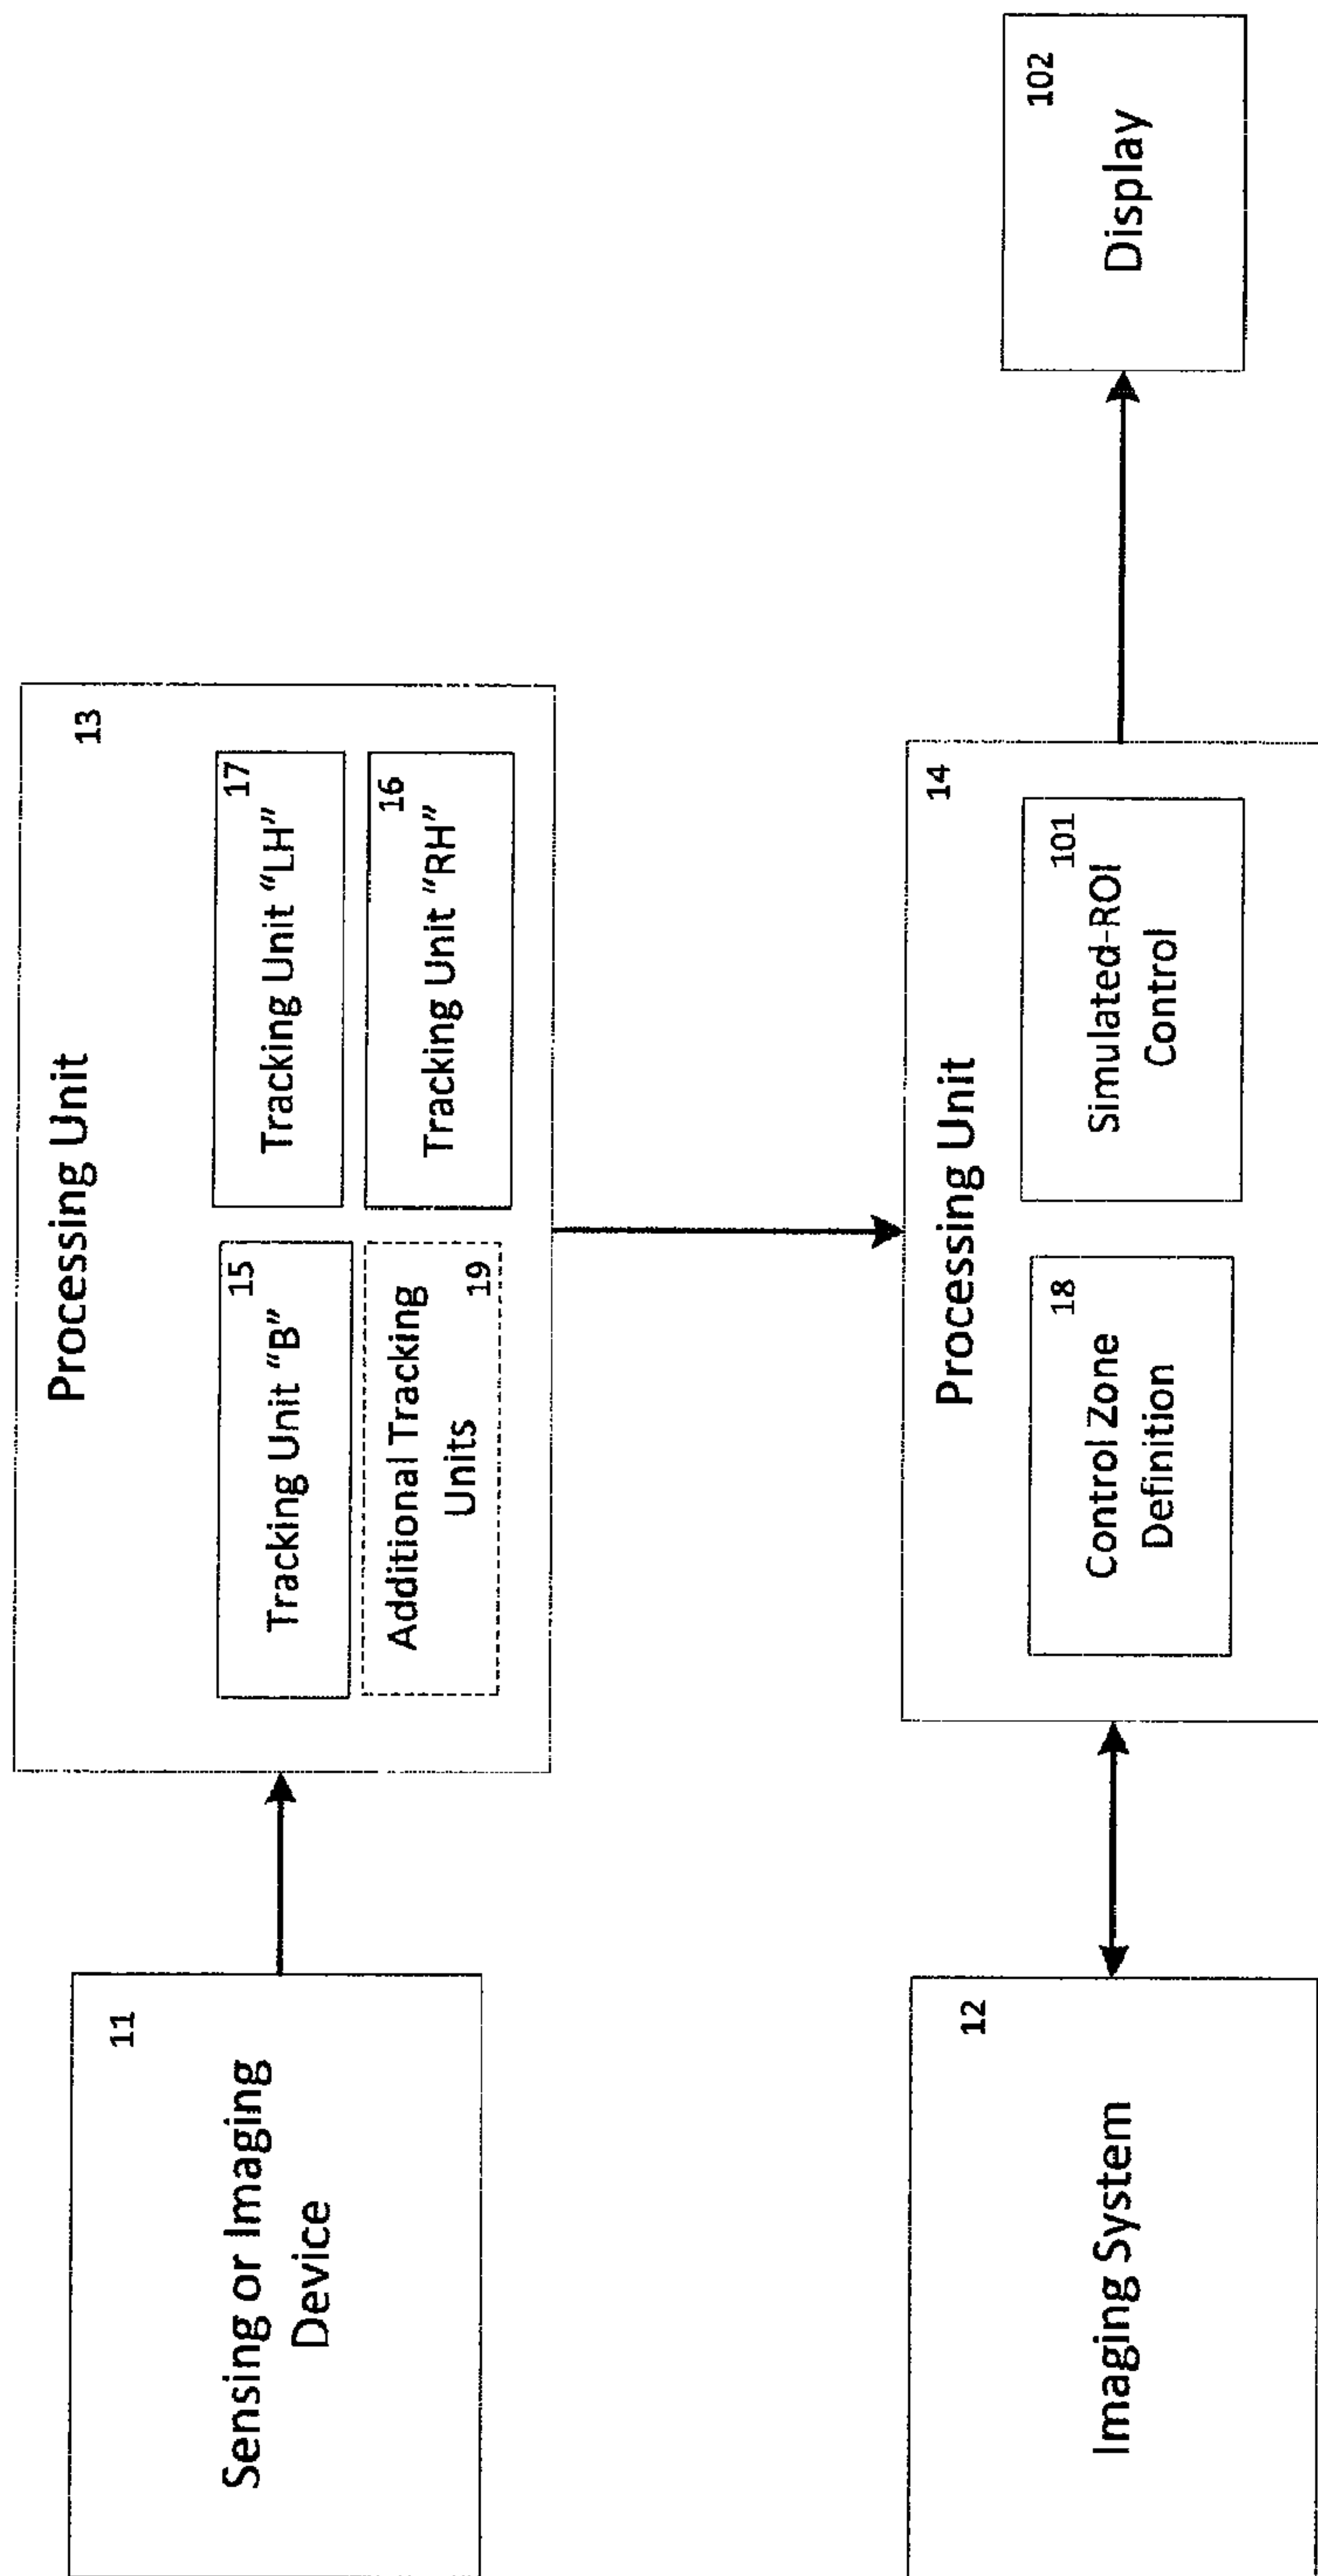 11
Sensing or Imaging
Device
Processing Unit
13
15
Tracking Unit “B”
17
Tracking Unit “LH”
Additional Tracking
Units
19
16
Tracking Unit “RH”
12
Imaging System
Processing Unit
14
18
Control Zone
Definition
101
Simulated-ROI
Control
102
Display